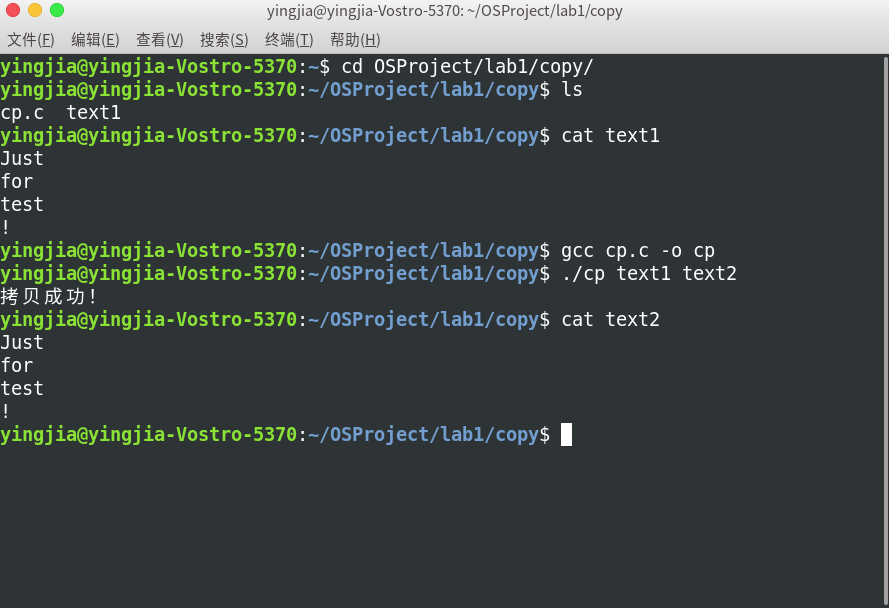 yingjia@yingjia-Vostro-5370: ~/OSProject/lab1/copy
文件(F) 编辑(E) 查看(V) 搜索(S) 终端(T) 帮助(H)
yingjia@yingjia-Vostro-5370:~$ cd OSProject/lab1/copy/
yingjia@yingjia-Vostro-5370:~/OSProject/lab1/copy$ ls
cp.c  text1
yingjia@yingjia-Vostro-5370:~/OSProject/lab1/copy$ cat text1
Just
for
test
!
yingjia@yingjia-Vostro-5370:~/OSProject/lab1/copy$ gcc cp.c -o cp
yingjia@yingjia-Vostro-5370:~/OSProject/lab1/copy$ ./cp text1 text2
拷贝成功!
yingjia@yingjia-Vostro-5370:~/OSProject/lab1/copy$ cat text2
Just
for
test
!
yingjia@yingjia-Vostro-5370:~/OSProject/lab1/copy$